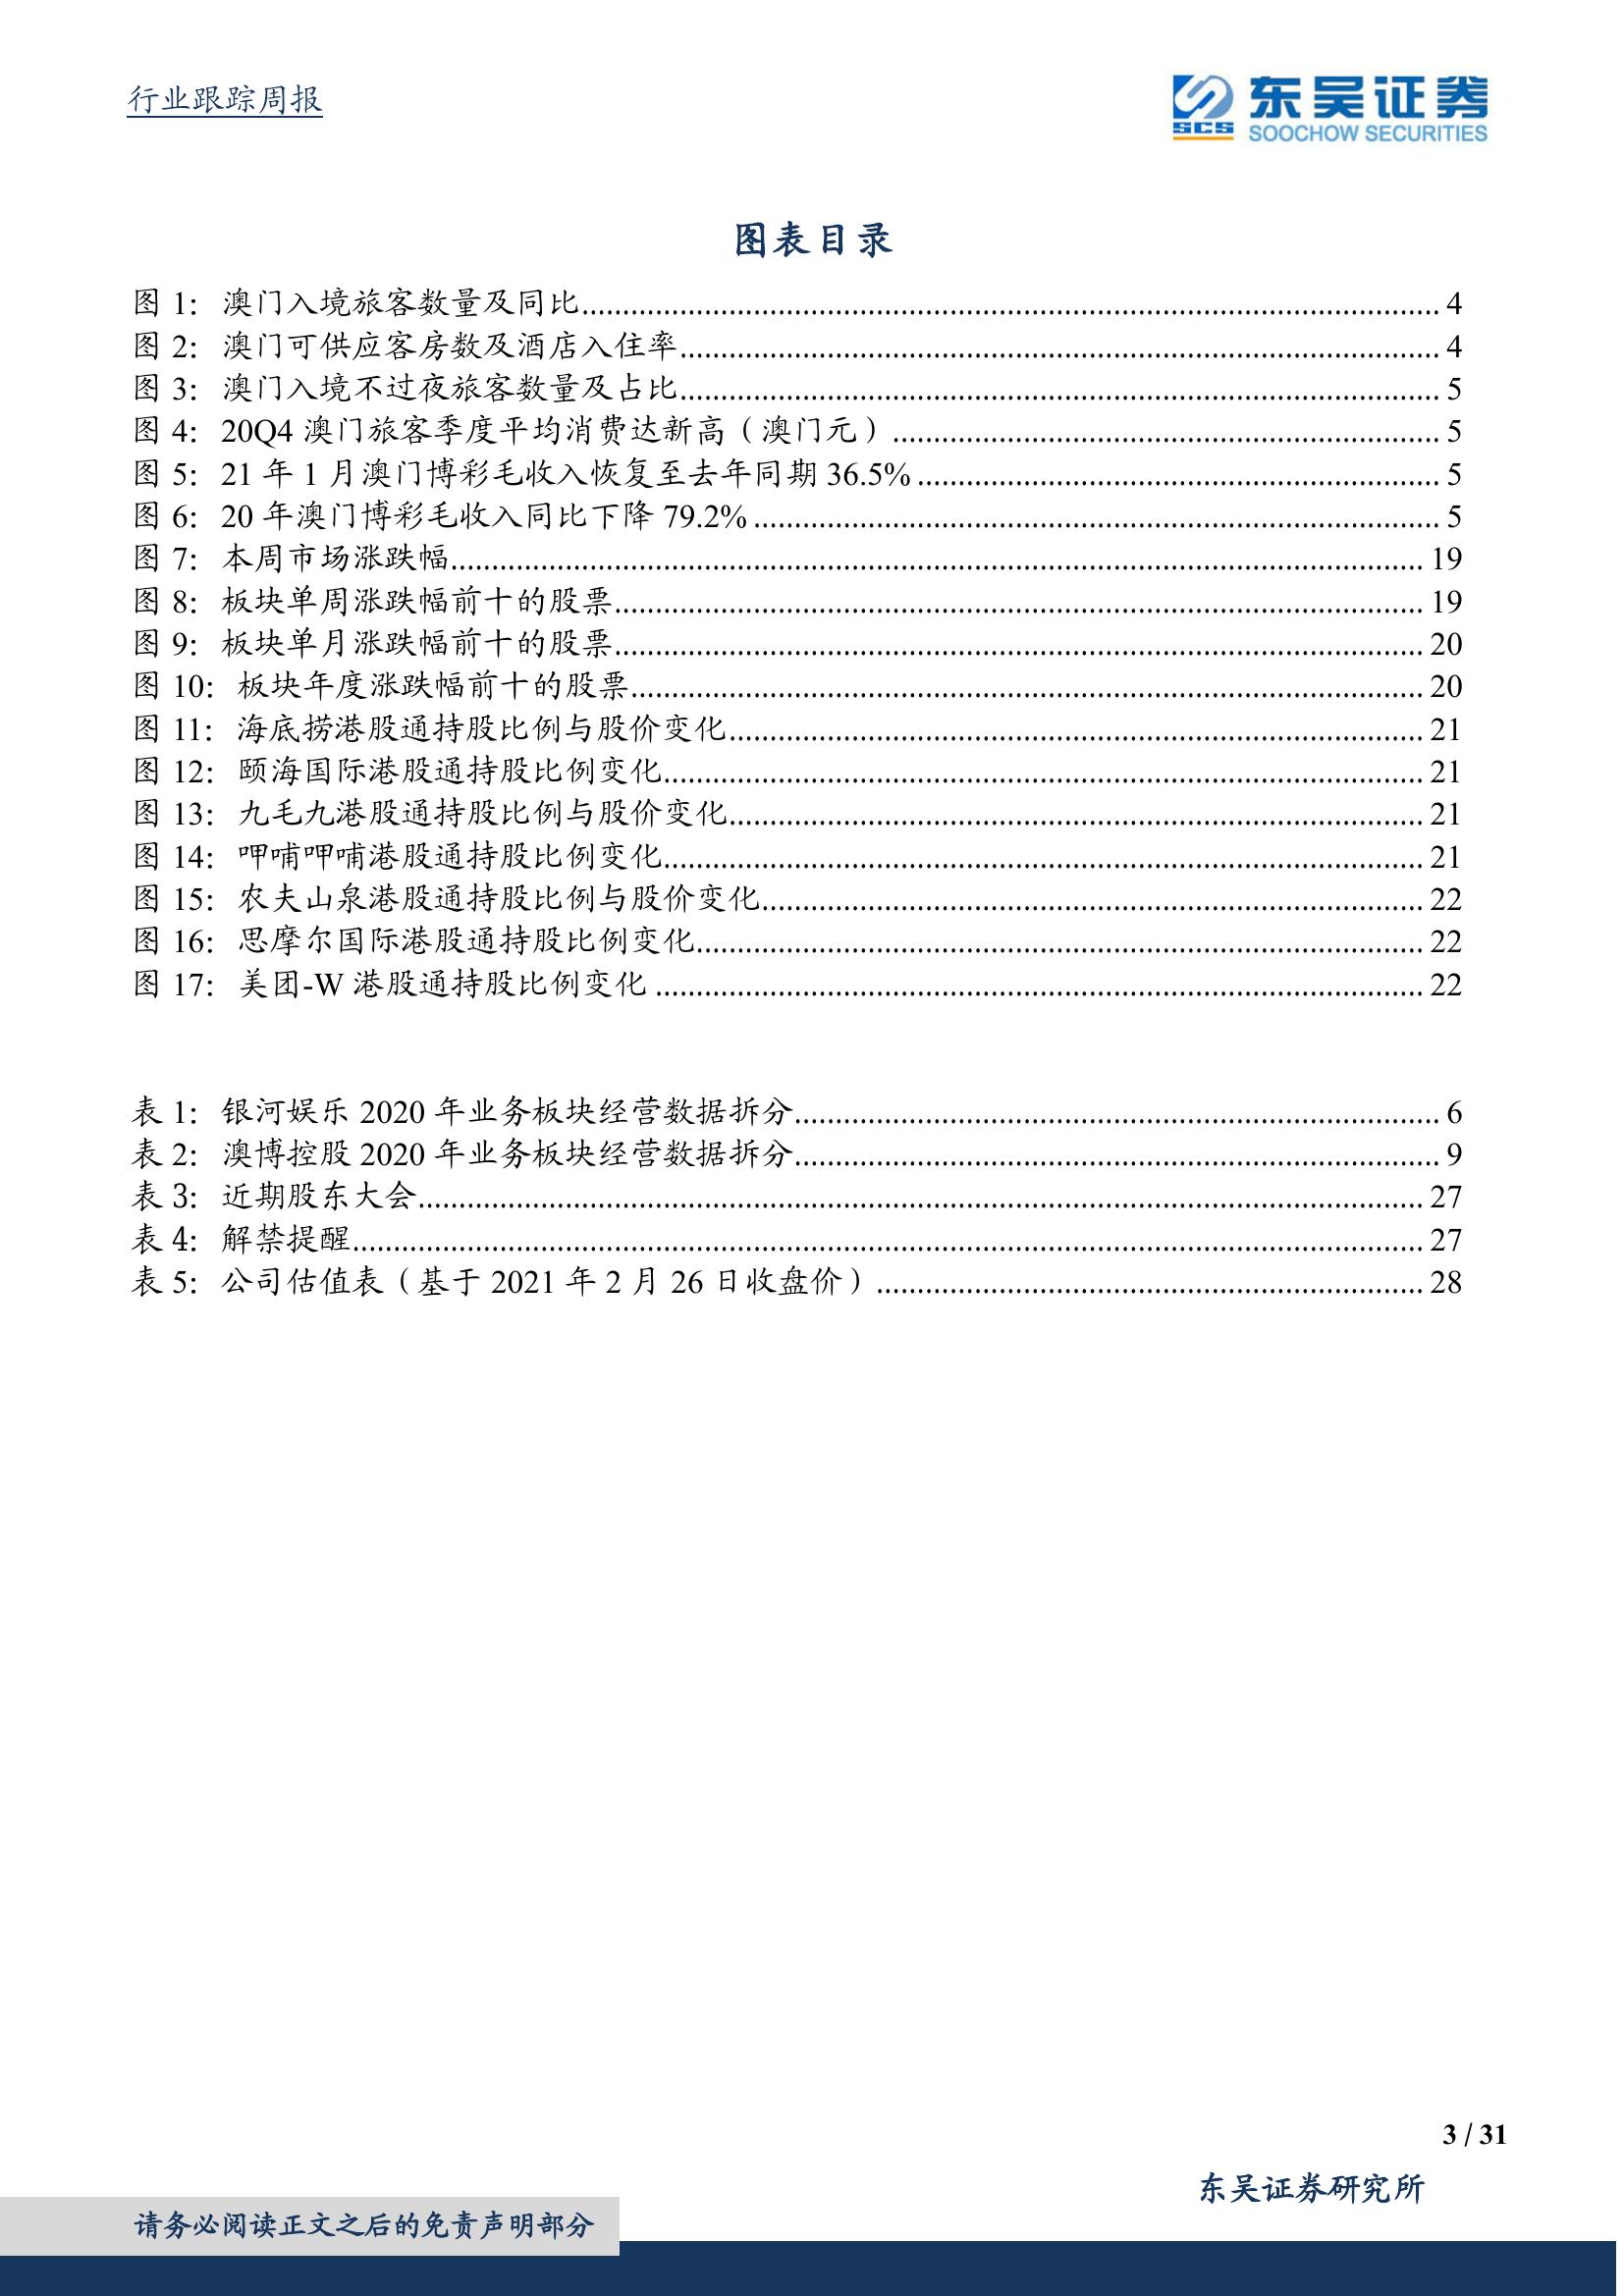 行业跟踪周报
东吴证券
SCS
SOOCHOW SECURITIES
图表目录
图 1: 澳门入境旅客数量及同比 4
图 2: 澳门可供应客房数及酒店入住率 4
图 3: 澳门入境不过夜旅客数量及占比 5
图 4: 20Q4 澳门旅客季度平均消费达新高（澳门元） 5
图 5: 21 年 1 月澳门博彩毛收入恢复至去年同期 36.5% 5
图 6: 20 年澳门博彩毛收入同比下降 79.2% 5
图 7: 本周市场涨跌幅 19
图 8: 板块单周涨跌幅前十的股票 19
图 9: 板块单月涨跌幅前十的股票 20
图 10: 板块年度涨跌幅前十的股票 20
图 11: 海底捞港股通持股比例与股价变化 21
图 12: 颐海国际港股通持股比例变化 21
图 13: 九毛九港股通持股比例与股价变化 21
图 14: 呷哺呷哺港股通持股比例变化 21
图 15: 农夫山泉港股通持股比例与股价变化 22
图 16: 思摩尔国际港股通持股比例变化 22
图 17: 美团-W 港股通持股比例变化 22
表 1: 银河娱乐 2020 年业务板块经营数据拆分 6
表 2: 澳博控股 2020 年业务板块经营数据拆分 9
表 3: 近期股东大会 27
表 4: 解禁提醒 27
表 5: 公司估值表（基于 2021 年 2 月 26 日收盘价） 28
3 / 31
东吴证券研究所
请务必阅读正文之后的免责声明部分